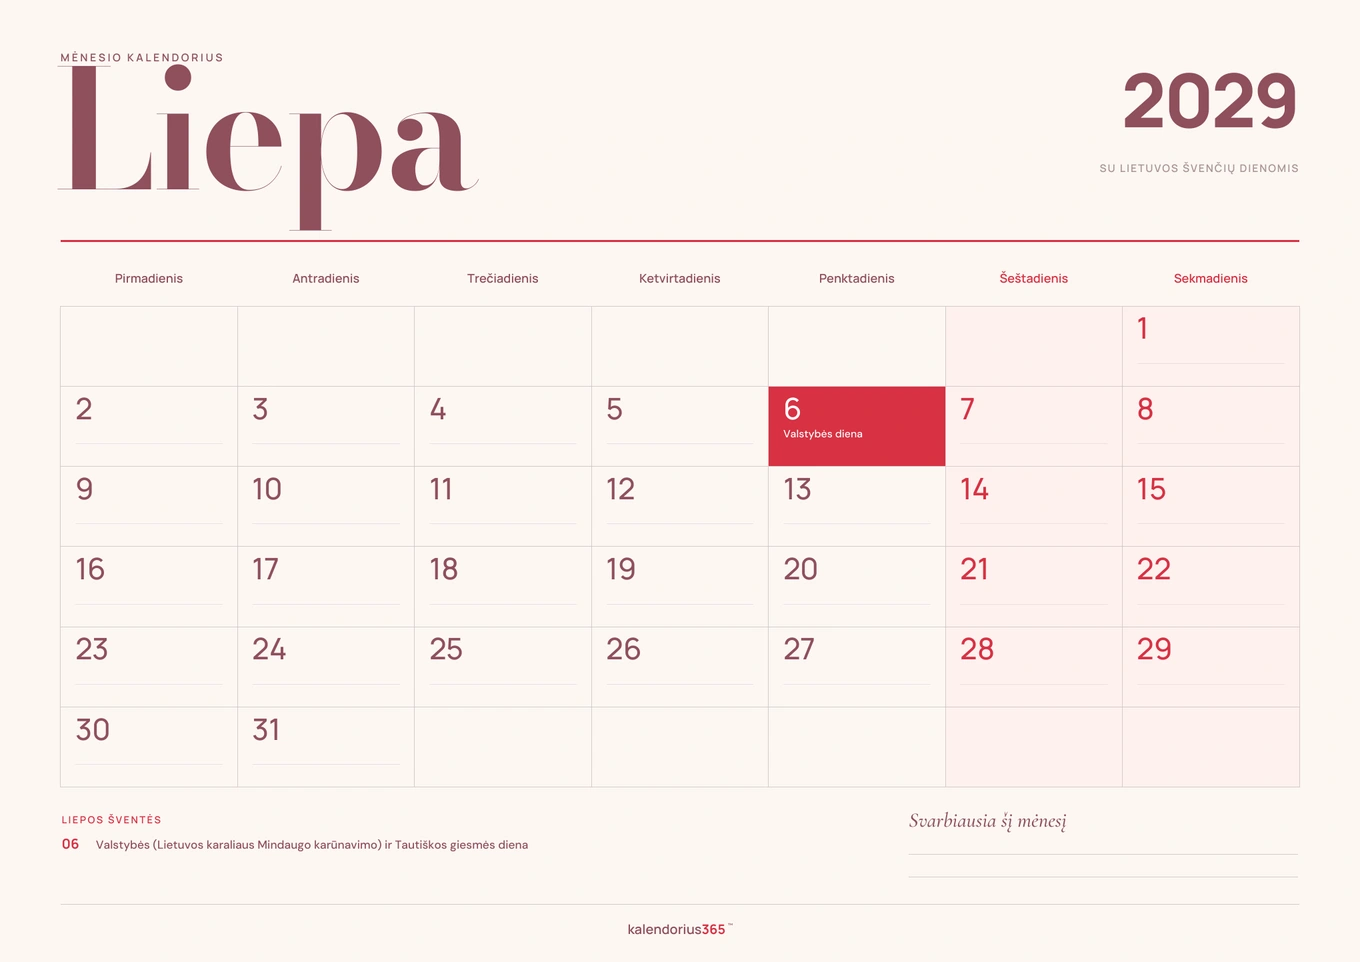 MĖNESIO KALENDORIUS
Liepa
2029
SU LIETUVOS ŠVENČIŲ DIENOMIS
Pirmadienis Antradienis Trečiadienis Ketvirtadienis Penktadienis Šeštadienis Sekmadienis
1
2 3 4 5 6 7 8
Valstybės diena
9 10 11 12 13 14 15
16 17 18 19 20 21 22
23 24 25 26 27 28 29
30 31
LIEPOS ŠVENTĖS
06 Valstybės (Lietuvos karaliaus Mindaugo karūnavimo) ir Tautiškos giesmės diena
Svarbiausia šį mėnesį
kalendorius365™